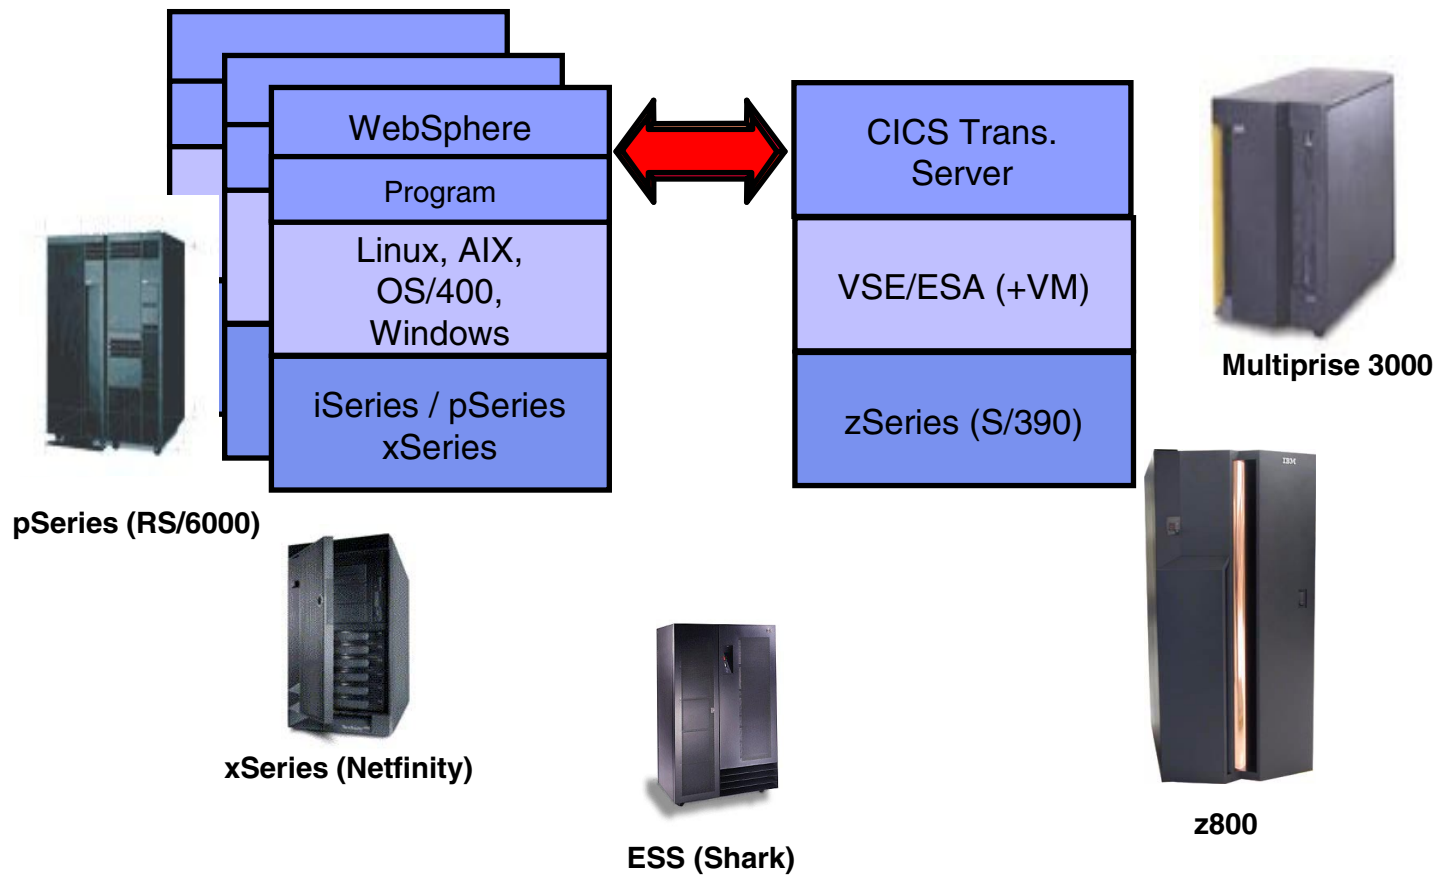 WebSphere
Program
Linux, AIX,
OS/400,
Windows
iSeries / pSeries
xSeries
CICS Trans.
Server
VSE/ESA (+VM)
zSeries (S/390)
Multiprise 3000
pSeries (RS/6000)
xSeries (Netfinity)
ESS (Shark)
IBM
z800